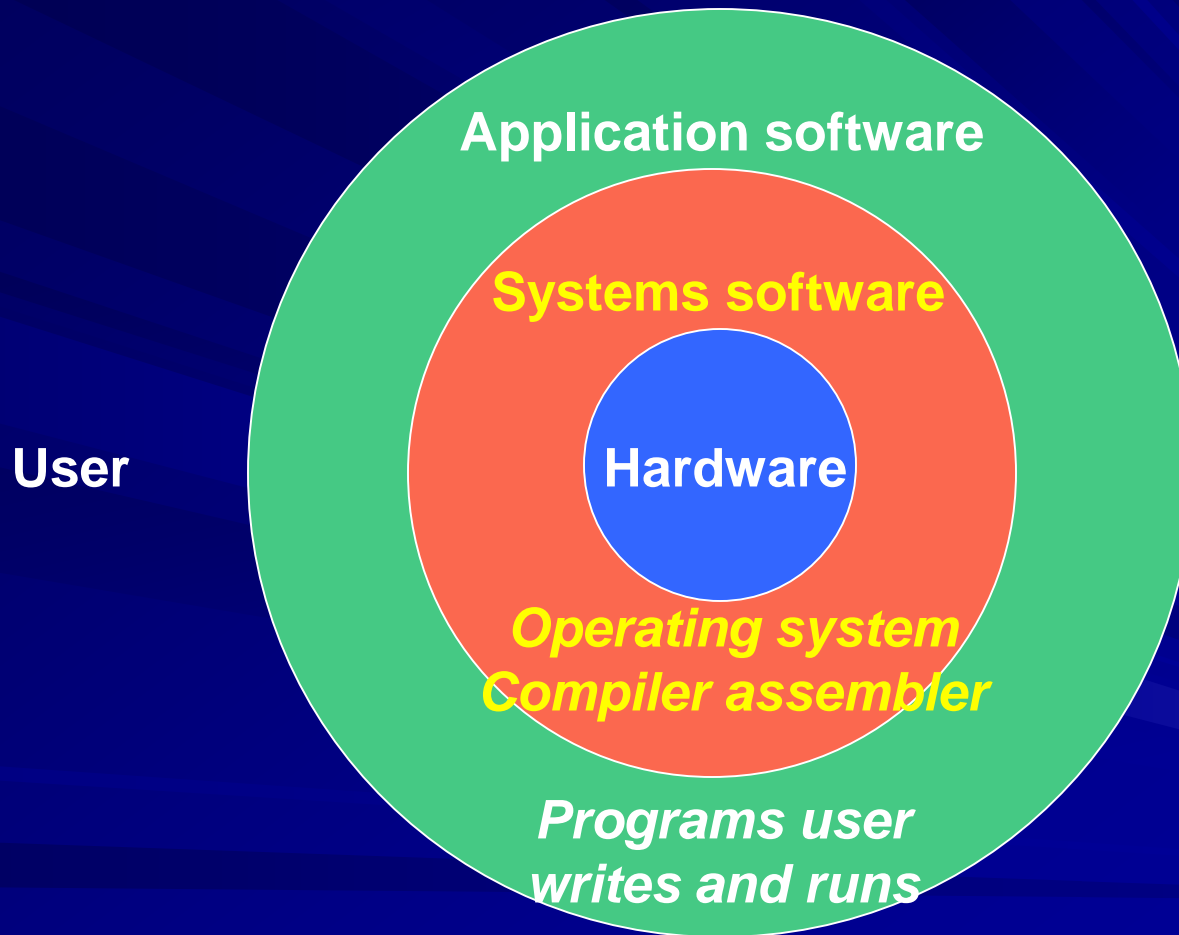 Application software
Systems software
User
Hardware
Operating system
Compiler assembler
Programs user
writes and runs